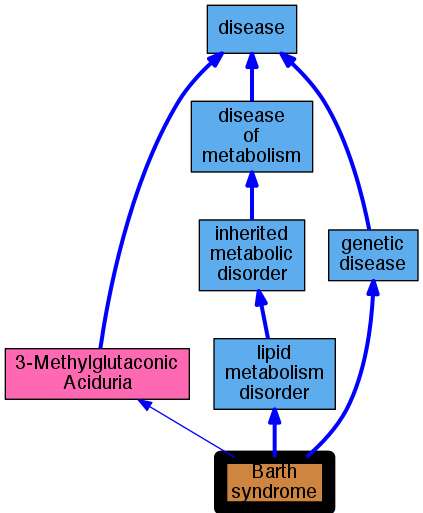 disease
disease
of
metabolism
inherited
metabolic
disorder
genetic
disease
3-Methylglutaconic
Aciduria
lipid
metabolism
disorder
Barth
syndrome